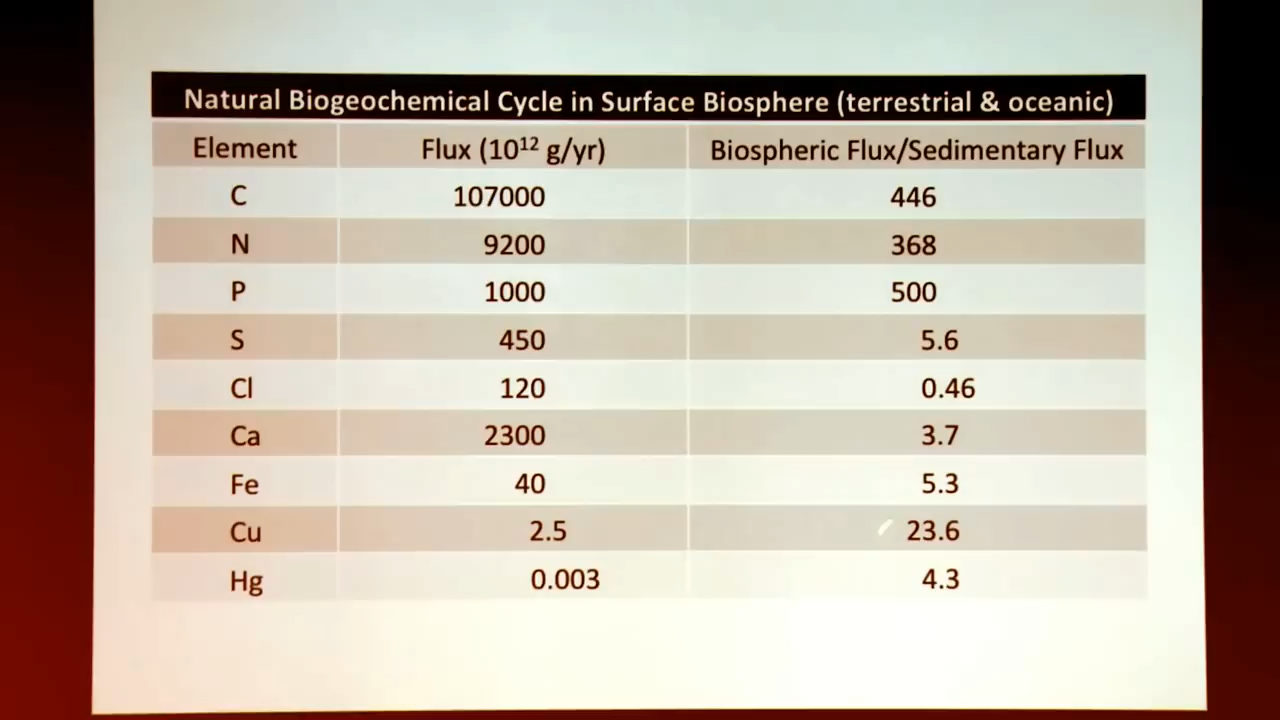 Natural Biogeochemical Cycle in Surface Biosphere (terrestrial & oceanic)
Element Flux (10¹² g/yr) Biospheric Flux/Sedimentary Flux
C 107000 446
N 9200 368
P 1000 500
S 450 5.6
Cl 120 0.46
Ca 2300 3.7
Fe 40 5.3
Cu 2.5 23.6
Hg 0.003 4.3